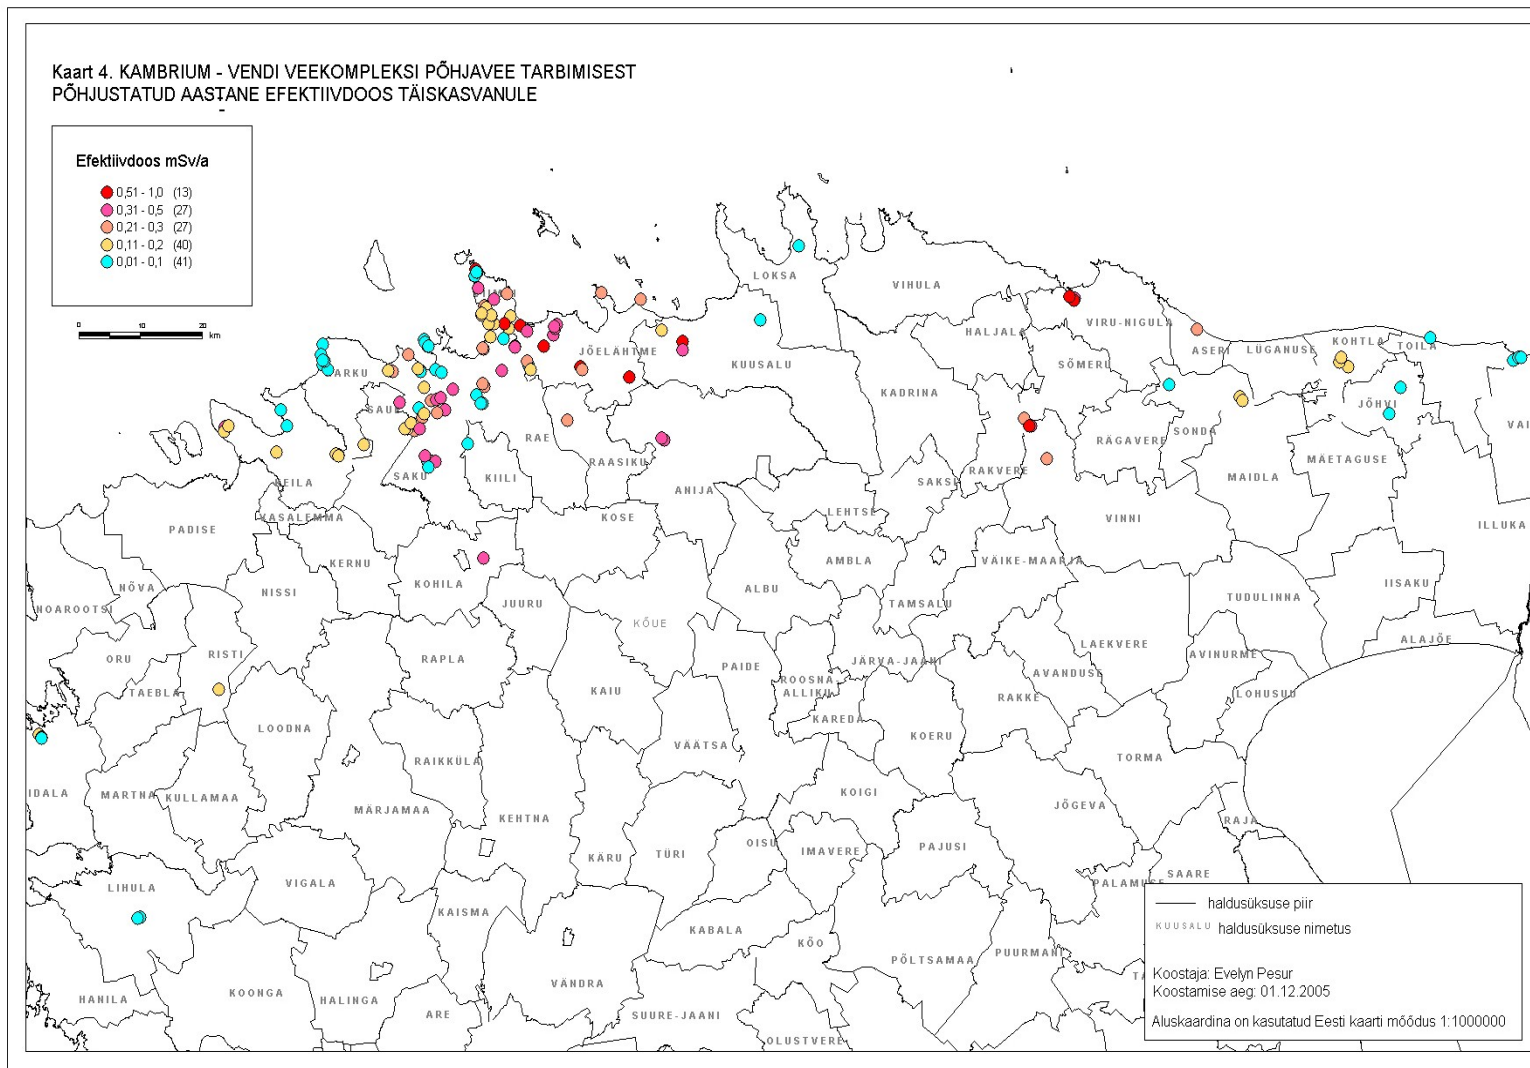 Kaart 4. KAMBRIUM - VENDI VEEKOMPLEKSI PÕHJAVEE TARBIMISEST
PÕHJUSTATUD AASTANE EFEKTIIVDOOS TÄISKASVANULE
Efektiivdoos mSv/a
0,51 - 1,0 (13)
0,31 - 0,5 (27)
0,21 - 0,3 (27)
0,11 - 0,2 (40)
0,01 - 0,1 (41)
0 10 20
km
LOKSA
VIHULA
HALJALA
VIRU-NIGULA
SÕMERU
ASERI
LÜGANUSE
KOHTLA
TOILA
JÕELÄHTME
KUUSALU
KADRINA
JÕHVI
VAI
ARKU
SAUE
RAE
RAASIKU
ANIJA
RÄGAVERE
SONDA
MÄETAGUSE
MAIDLA
RAKVERE
SAKSI
SAKU
KIILI
KEILA
VASALEMMA
PADISE
KERNU
KOSE
LEHTSE
VINNI
ILLUKA
NÕVA
NOAROOTSI
NISSI
KOHILA
JUURU
ALBU
AMBLA
VÄIKE-MAARJA
TAMSALU
TUDULINNA
IISAKU
ALAJÕE
KÕUE
ORU
RISTI
TAEBLA
RAPLA
KAIU
PAIDE
ROOSNA-
ALLIKU
JÄRVA-JAANI
KAREDA
LAEKVERE
AVANDUSE
RAKKE
AVINURME
LOHUSUU
LOODNA
VÄÄTSA
KOERU
TORMA
IDALA
MARTNA
KULLAMAA
RAIKKÜLA
MÄRJAMAA
KEHTNA
KOIGI
JÕGEVA
RAJA
KÄRU
TÜRI
OISU
IMAVERE
PAJUSI
PALAMUSE
SAARE
LIHULA
VIGALA
KAISMA
KABALA
KÕO
PÕLTSAMAA
PUURMANI
TA
HANILA
KOONGA
HALINGA
ARE
VÄNDRA
SUURE-JAANI
OLUSTVERE
haldusüksuse piir
KUUSALU haldusüksuse nimetus
Koostaja: Evelyn Pesur
Koostamise aeg: 01.12.2005
Aluskaardina on kasutatud Eesti kaarti mõõdus 1:1000000